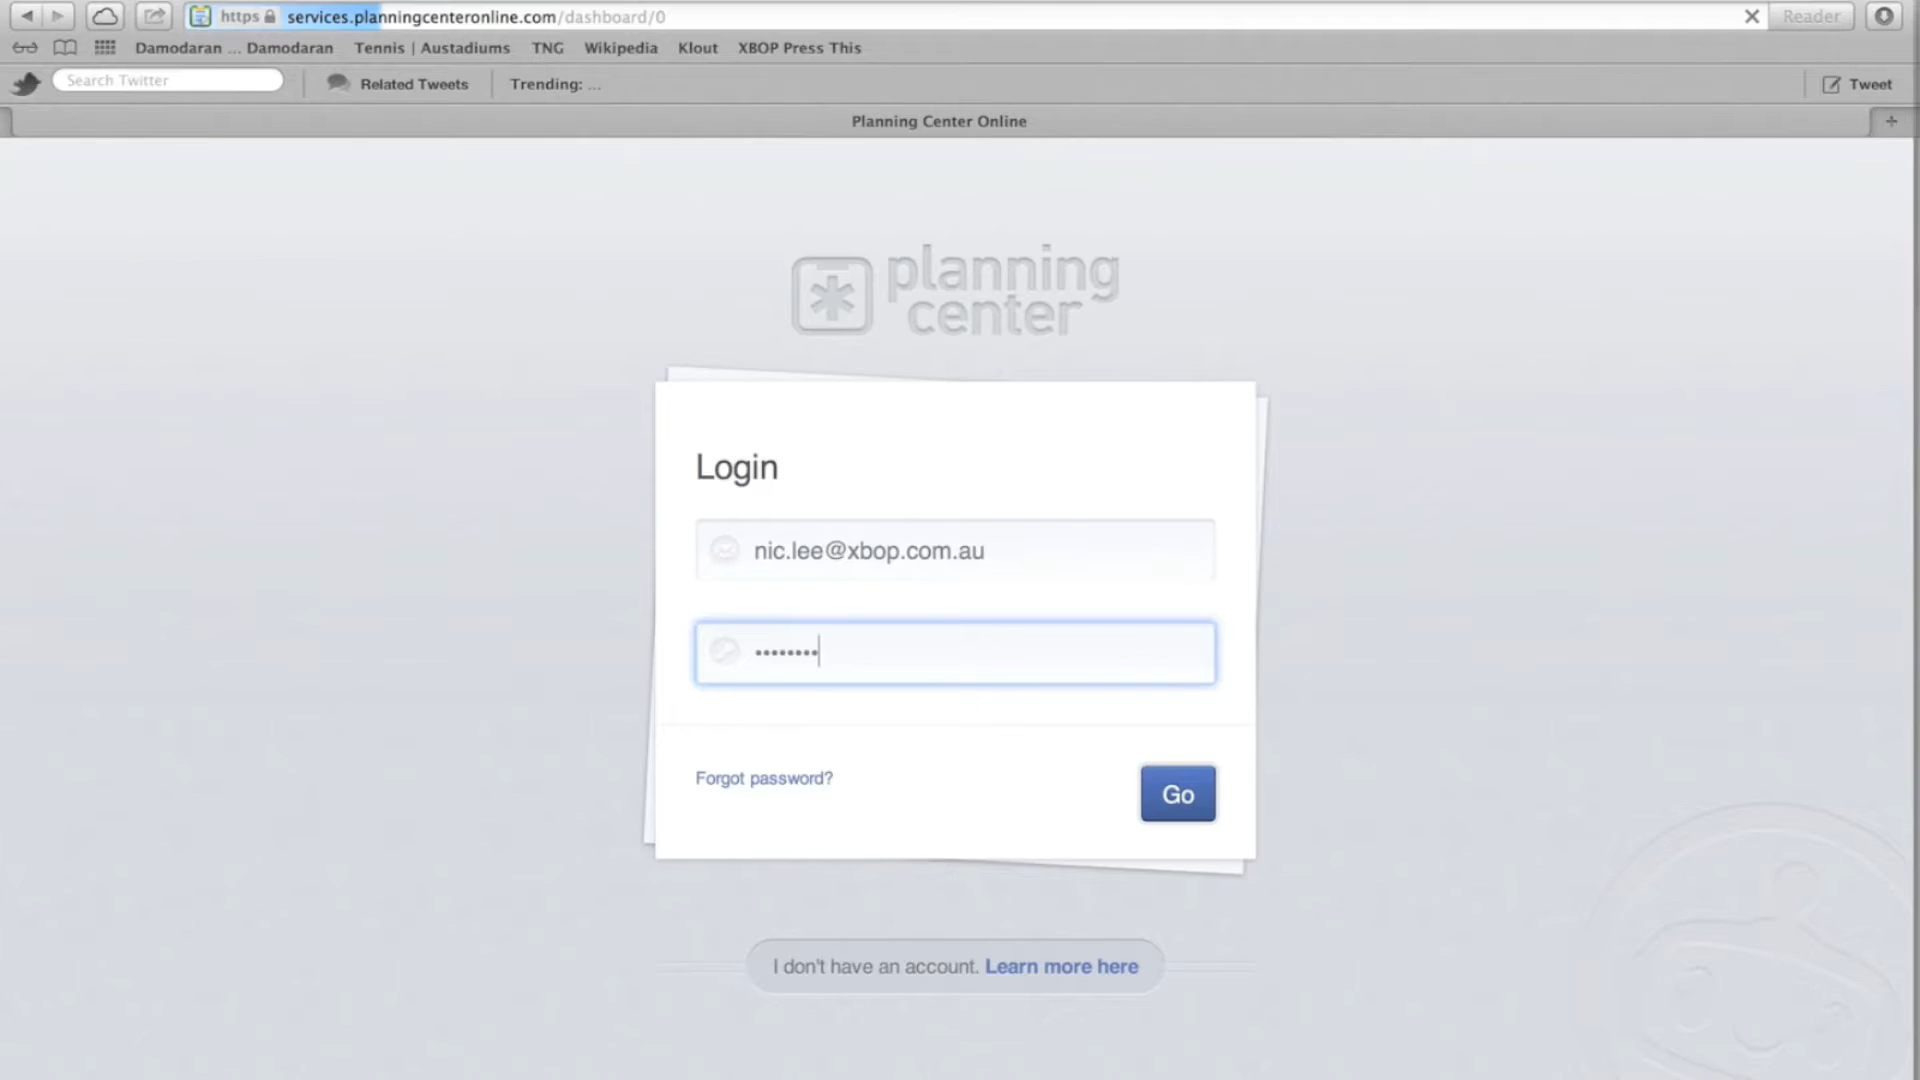 https services.planningcenteronline.com/dashboard/0 Reader
Damodaran ... Damodaran Tennis | Austadiums TNG Wikipedia Klout XBOP Press This
Search Twitter Related Tweets Trending: ... Tweet
Planning Center Online
planning
center
Login
nic.lee@xbop.com.au
••••••••
Forgot password?
Go
I don't have an account. Learn more here